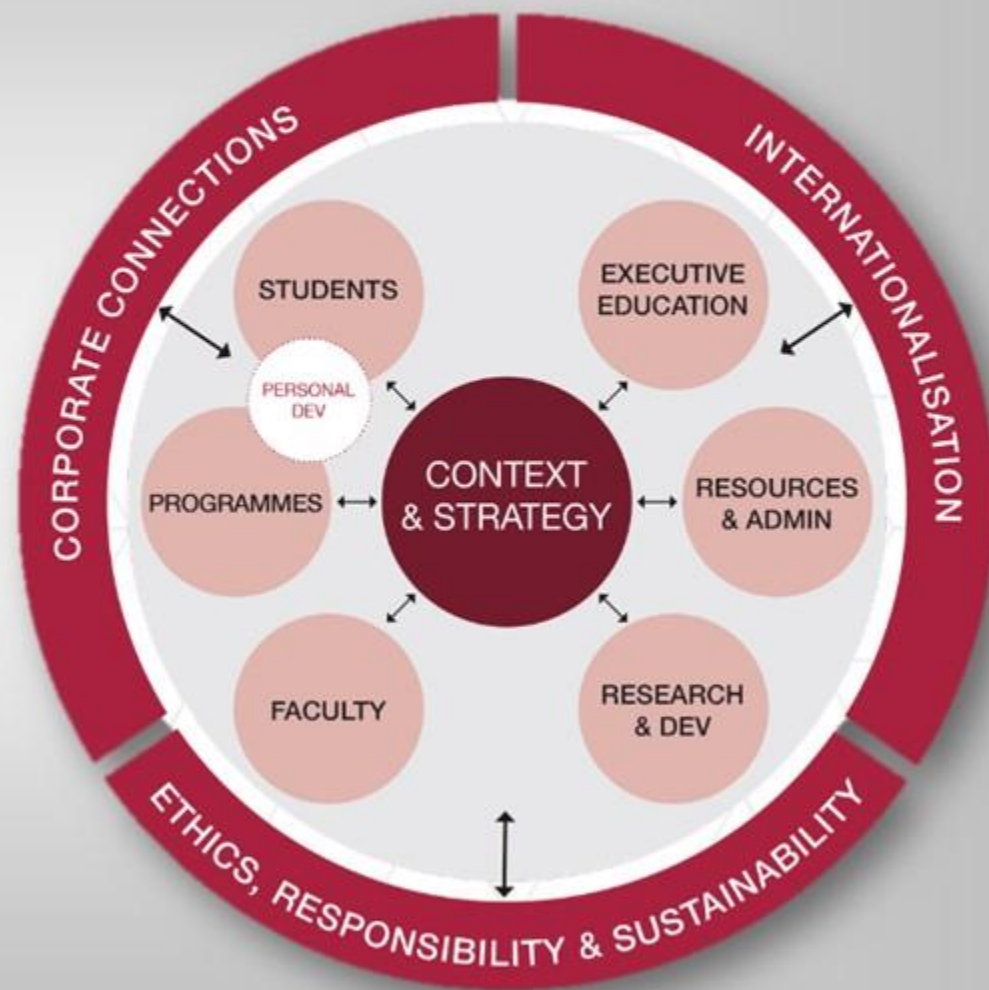 CORPORATE CONNECTIONS
INTERNATIONALISATION
STUDENTS
EXECUTIVE
EDUCATION
PERSONAL
DEV
PROGRAMMES
CONTEXT
& STRATEGY
RESOURCES
& ADMIN
FACULTY
RESEARCH
& DEV
ETHICS, RESPONSIBILITY & SUSTAINABILITY